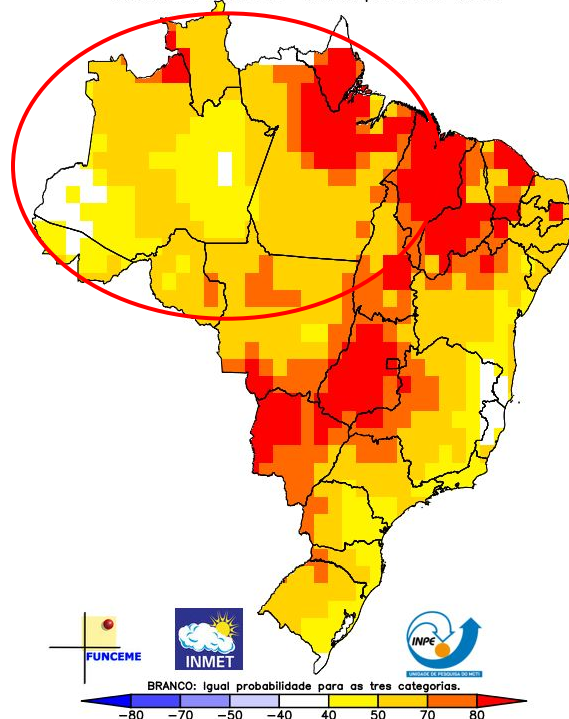 FUNCEME
INMET
INPE
UNIDADE DE PESQUISA DO MCTI
BRANCO: Igual probabilidade para as tres categorias.
-80 -70 -50 -40 40 50 70 80